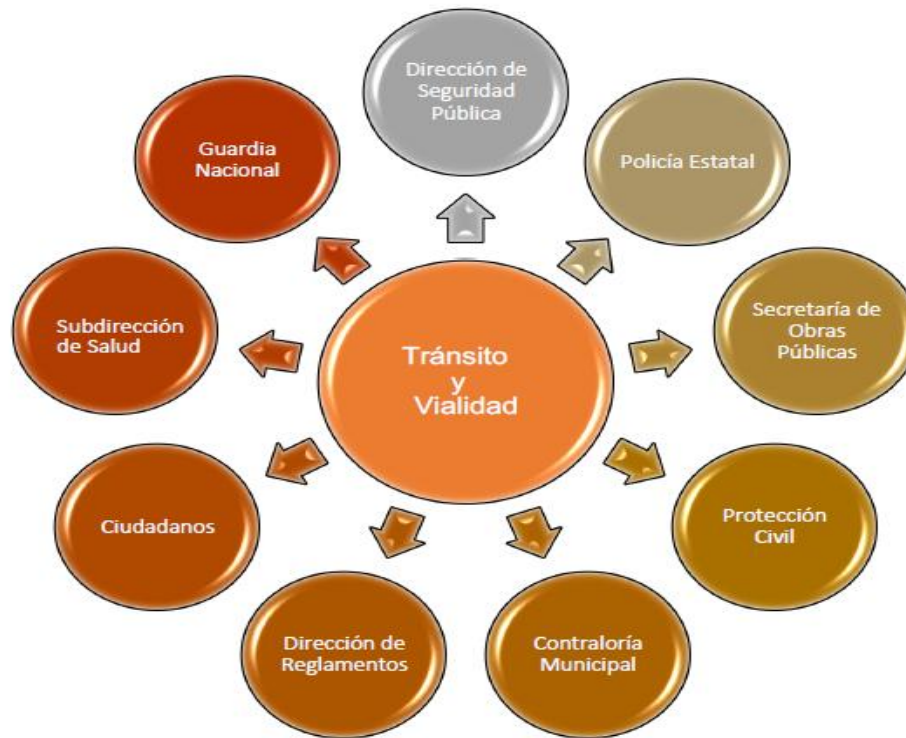 Dirección de
Seguridad
Pública
Policía Estatal
Secretaría de
Obras
Públicas
Protección
Civil
Contraloría
Municipal
Dirección de
Reglamentos
Ciudadanos
Subdirección
de Salud
Guardia
Nacional
Tránsito
y
Vialidad